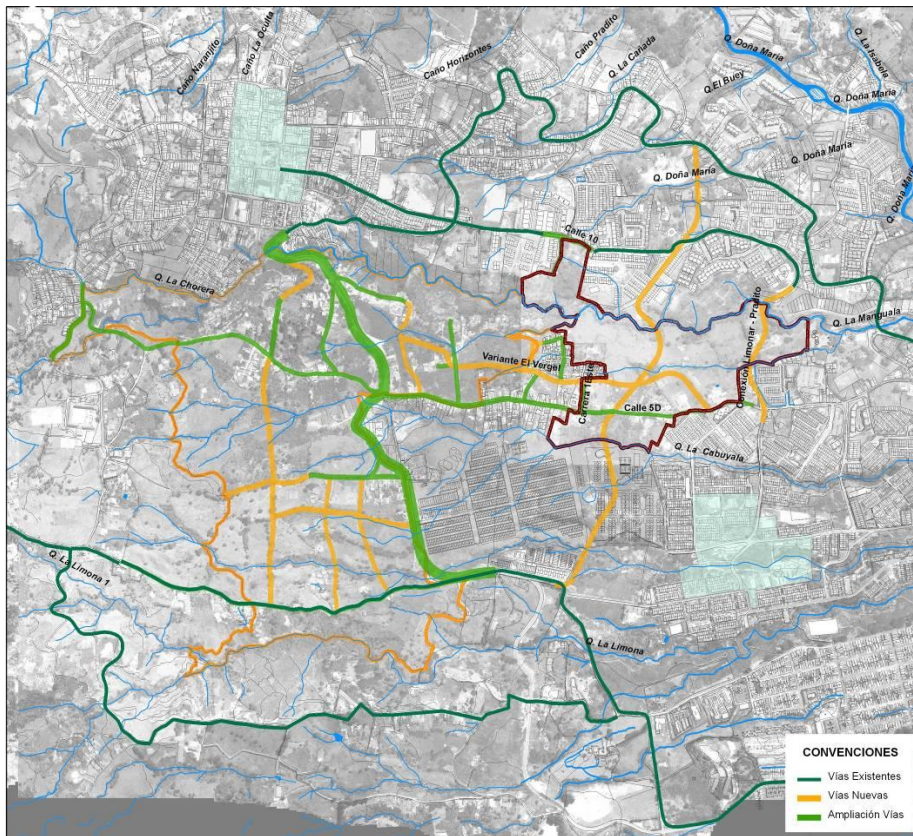 Caño Naranjito
Caño La Oculta
Caño Horizontes
Caño Pradito
Q. La Cañada
Q. El Buey
Q. Doña María
Q. La Isabela
Q. Doña María
Q. Doña María
Q. Doña María
Q. Doña María
Calle 10
Q. La Chorera
Q. La Manguala
Variante El Vergel
Carrera 1Este
Conexión Limonar - Pradito
Calle 5D
Q. La Cabuyala
Q. La Limona 1
Q. La Limona
CONVENCIONES
Vías Existentes
Vías Nuevas
Ampliación Vías